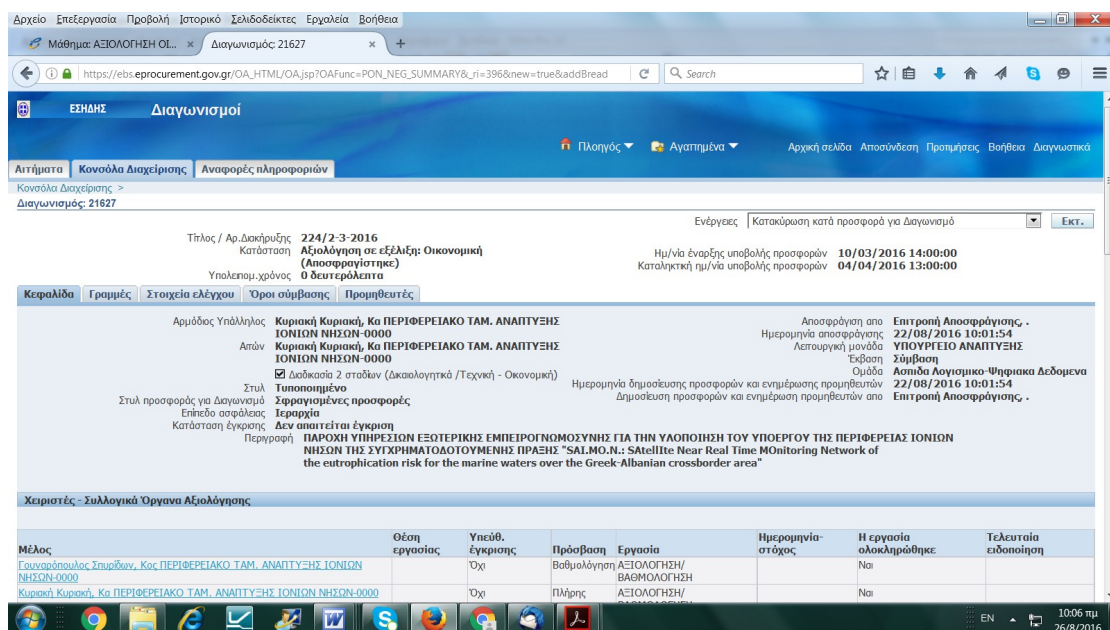 Αρχείο Επεξεργασία Προβολή Ιστορικό Σελιδοδείκτες Εργαλεία Βοήθεια
Μάθημα: ΑΞΙΟΛΟΓΗΣΗ ΟΙ... × Διαγωνισμός: 21627 × +
https://ebs.eprocurement.gov.gr/OA_HTML/OA.jsp?OAFunc=PON_NEG_SUMMARY&_ri=396&new=true&addBread Search
ΕΣΗΔΗΣ Διαγωνισμοί
Πλοηγός Αγαπημένα Αρχική σελίδα Αποσύνδεση Προτιμήσεις Βοήθεια Διαγνωστικά
Αιτήματα Κονσόλα Διαχείρισης Αναφορές πληροφοριών
Κονσόλα Διαχείρισης >
Διαγωνισμός: 21627
Ενέργειες Κατακύρωση κατά προσφορά για Διαγωνισμό Εκτ.
Τίτλος / Αρ.Διακήρυξης 224/2-3-2016
Κατάσταση Αξιολόγηση σε εξέλιξη: Οικονομική
(Αποσφραγίστηκε)
Υπολειπομ.χρόνος 0 δευτερόλεπτα
Ημ/νία έναρξης υποβολής προσφορών 10/03/2016 14:00:00
Καταληκτική ημ/νία υποβολής προσφορών 04/04/2016 13:00:00
Κεφαλίδα Γραμμές Στοιχεία ελέγχου Όροι σύμβασης Προμηθευτές
Αρμόδιος Υπάλληλος Κυριακή Κυριακή, Κα ΠΕΡΙΦΕΡΕΙΑΚΟ ΤΑΜ. ΑΝΑΠΤΥΞΗΣ
ΙΟΝΙΩΝ ΝΗΣΩΝ-0000
Αιτών Κυριακή Κυριακή, Κα ΠΕΡΙΦΕΡΕΙΑΚΟ ΤΑΜ. ΑΝΑΠΤΥΞΗΣ
ΙΟΝΙΩΝ ΝΗΣΩΝ-0000
Διαδικασία 2 σταδίων (Δικαιολογητικά /Τεχνική - Οικονομική)
Στυλ Τυποποιημένο
Στυλ προσφοράς για Διαγωνισμό Σφραγισμένες προσφορές
Επίπεδο ασφάλειας Ιεραρχία
Κατάσταση έγκρισης Δεν απαιτείται έγκριση
Αποσφράγιση απο Επιτροπή Αποσφράγισης, .
Ημερομηνία αποσφράγισης 22/08/2016 10:01:54
Λειτουργική μονάδα ΥΠΟΥΡΓΕΙΟ ΑΝΑΠΤΥΞΗΣ
Έκβαση Σύμβαση
Ομάδα Ασπιδα Λογισμικο-Ψηφιακα Δεδομενα
Ημερομηνία δημοσίευσης προσφορών και ενημέρωσης προμηθευτών 22/08/2016 10:01:54
Δημοσίευση προσφορών και ενημέρωση προμηθευτών απο Επιτροπή Αποσφράγισης, .
Περιγραφή ΠΑΡΟΧΗ ΥΠΗΡΕΣΙΩΝ ΕΞΩΤΕΡΙΚΗΣ ΕΜΠΕΙΡΟΓΝΩΜΟΣΥΝΗΣ ΓΙΑ ΤΗΝ ΥΛΟΠΟΙΗΣΗ ΤΟΥ ΥΠΟΕΡΓΟΥ ΤΗΣ ΠΕΡΙΦΕΡΕΙΑΣ ΙΟΝΙΩΝ
ΝΗΣΩΝ ΤΗΣ ΣΥΓΧΡΗΜΑΤΟΔΟΤΟΥΜΕΝΗΣ ΠΡΑΞΗΣ "SAI.MO.N.: SAtellIte Near Real Time MOnitoring Network of
the eutrophication risk for the marine waters over the Greek-Albanian crossborder area"
Χειριστές - Συλλογικά Όργανα Αξιολόγησης
Μέλος Θέση εργασίας Υπεύθ. έγκρισης Πρόσβαση Εργασία Ημερομηνία-στόχος Η εργασία ολοκληρώθηκε Τελευταία ειδοποίηση
Γουναρόπουλος Σπυρίδων, Κος ΠΕΡΙΦΕΡΕΙΑΚΟ ΤΑΜ. ΑΝΑΠΤΥΞΗΣ ΙΟΝΙΩΝ ΝΗΣΩΝ-0000 Όχι Βαθμολόγηση ΑΞΙΟΛΟΓΗΣΗ/ΒΑΘΜΟΛΟΓΗΣΗ Ναι
Κυριακή Κυριακή, Κα ΠΕΡΙΦΕΡΕΙΑΚΟ ΤΑΜ. ΑΝΑΠΤΥΞΗΣ ΙΟΝΙΩΝ ΝΗΣΩΝ-0000 Όχι Πλήρης ΑΞΙΟΛΟΓΗΣΗ/ Ναι
EN 10:06 πμ
26/8/2016